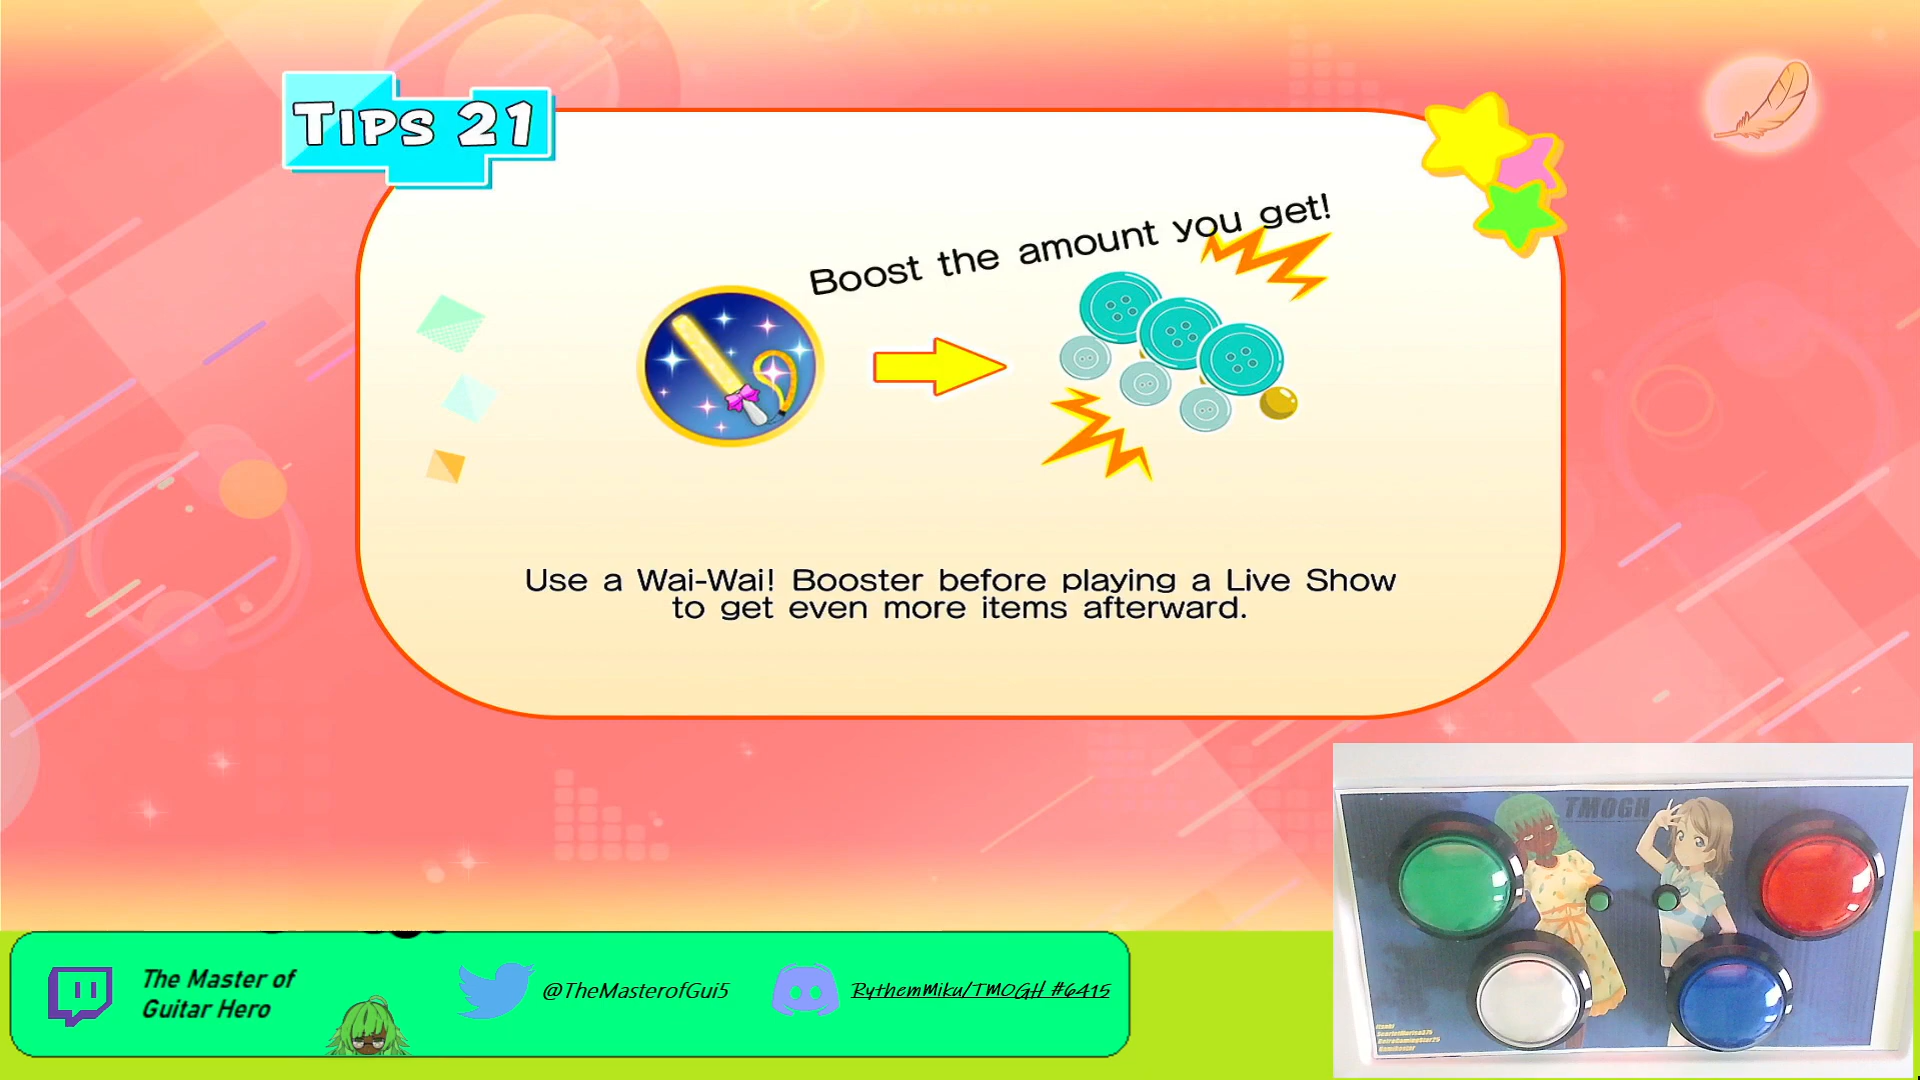 TIPS 21
Boost the amount you get!
Use a Wai-Wai! Booster before playing a Live Show
to get even more items afterward.
The Master of
Guitar Hero
@TheMasterofGui5
RythemMiku/TMOGH #6415
TMOGH